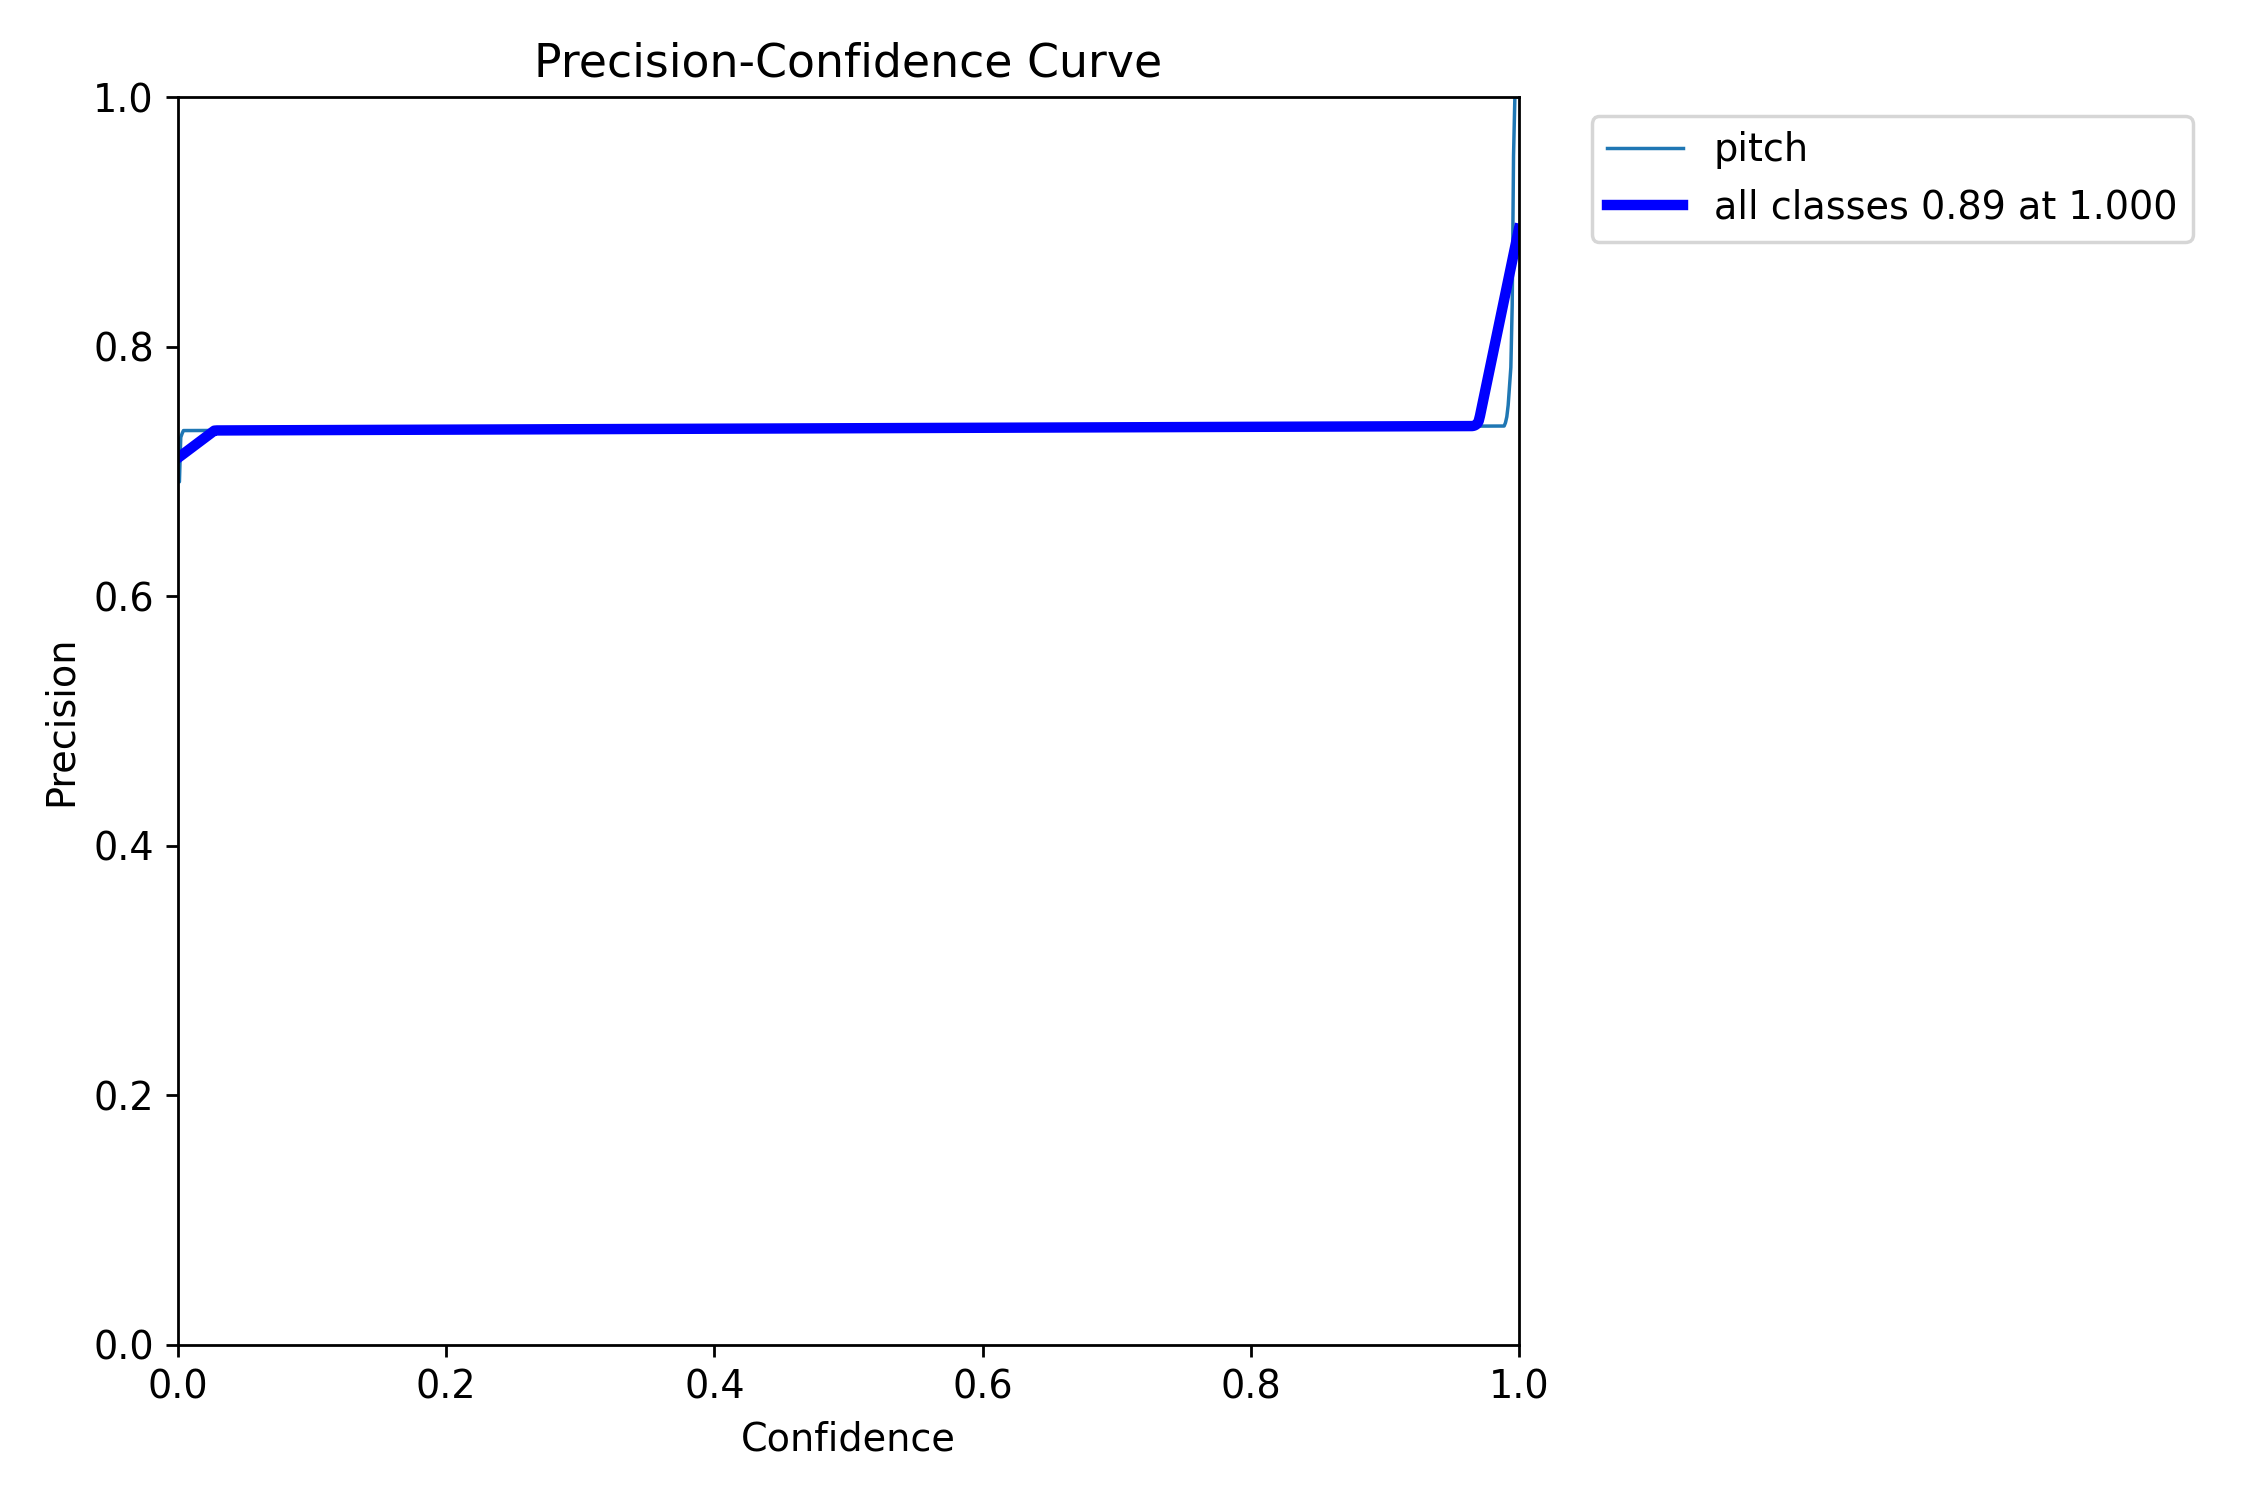 Precision-Confidence Curve
1.0
0.8
0.6
0.4
0.2
0.0
Precision
0.0 0.2 0.4 0.6 0.8 1.0
Confidence
pitch
all classes 0.89 at 1.000